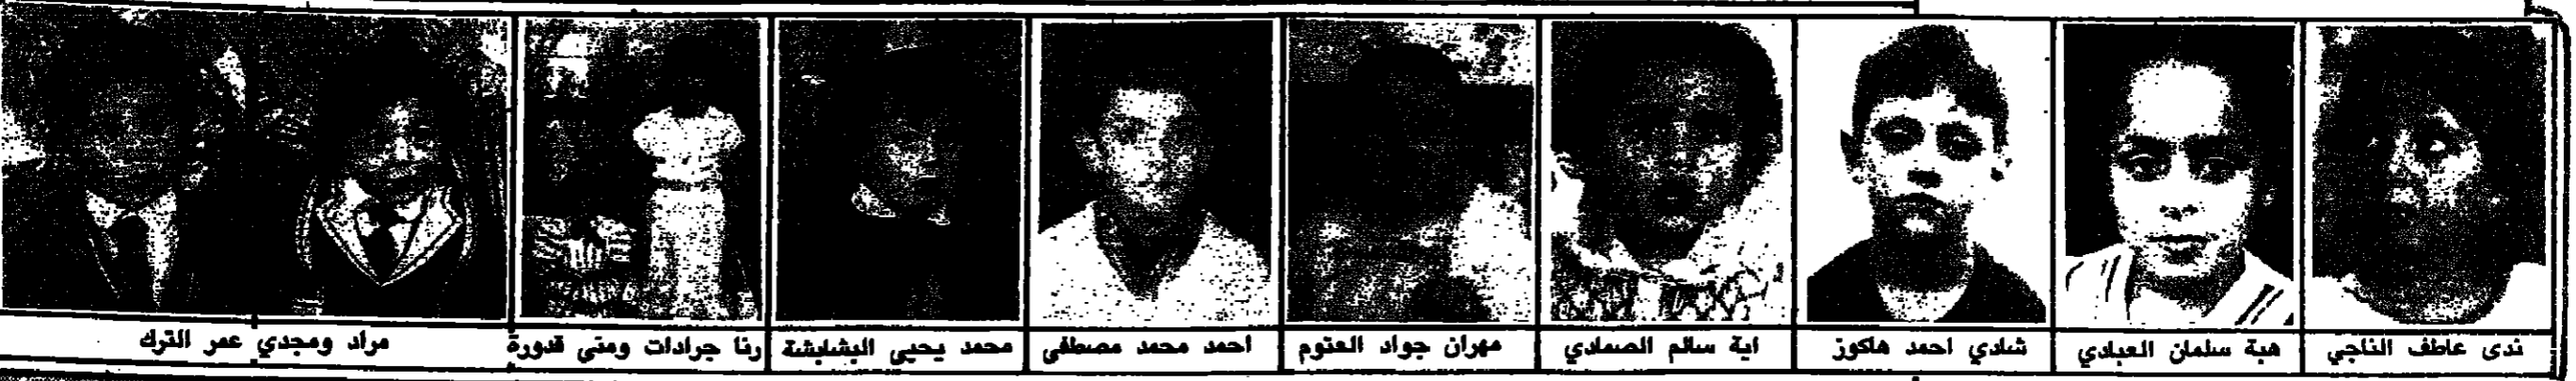 ندى عاطف الناجي
هبة سلمان العبادي
شادي احمد هاكوز
اية سالم الصمادي
مهران جواد العتوم
احمد محمد مصطفى
محمد يحيى البشابشة
رنا جرادات ومنى قدورة
مراد ومجدي عمر الترك